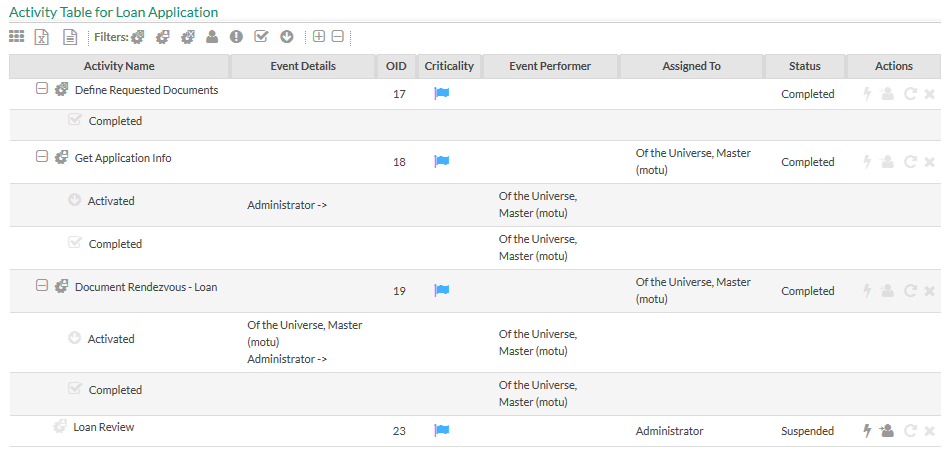 Activity Table for Loan Application
Filters:
Activity Name Event Details OID Criticality Event Performer Assigned To Status Actions
Define Requested Documents 17 Completed
Completed
Get Application Info 18 Of the Universe, Master
(motu) Completed
Activated Administrator -> Of the Universe,
Master (motu)
Completed Of the Universe,
Master (motu)
Document Rendezvous - Loan 19 Of the Universe, Master
(motu) Completed
Activated Of the Universe, Master
(motu)
Administrator -> Of the Universe,
Master (motu)
Completed Of the Universe,
Master (motu)
Loan Review 23 Administrator Suspended